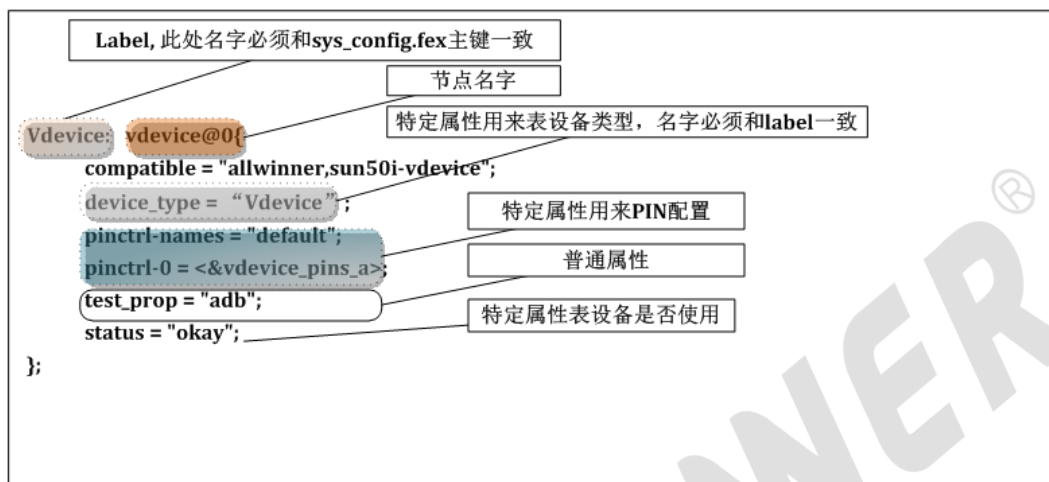 Label, 此处名字必须和sys_config.fex主键一致
节点名字
特定属性用来表设备类型，名字必须和label一致
Vdevice: vdevice@0{
compatible = "allwinner,sun50i-vdevice";
device_type = “Vdevice”;
特定属性用来PIN配置
pinctrl-names = "default";
pinctrl-0 = <&vdevice_pins_a>;
普通属性
test_prop = "adb";
特定属性表设备是否使用
status = "okay";
};
NNER®